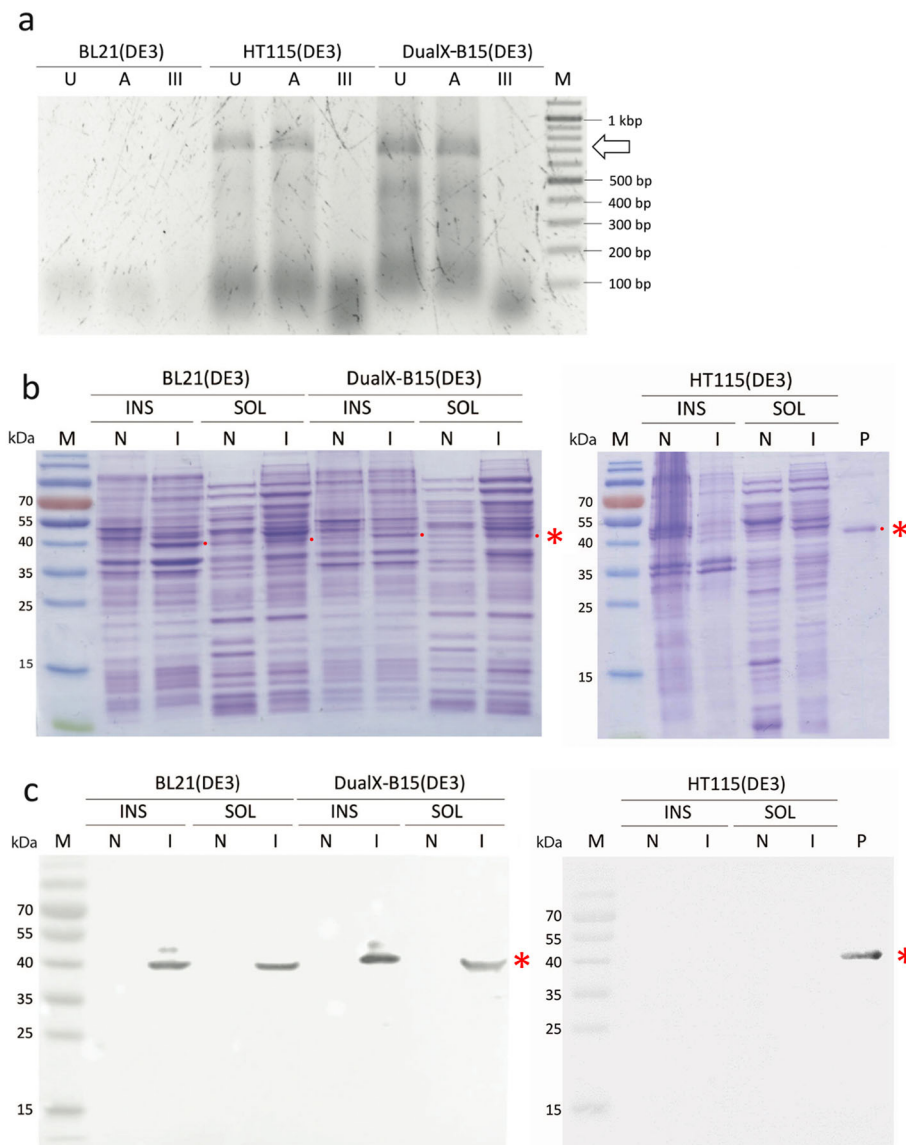 a
BL21(DE3) HT115(DE3) DualX-B15(DE3)
U A III U A III U A III M
1 kbp
500 bp
400 bp
300 bp
200 bp
100 bp
b
BL21(DE3) DualX-B15(DE3) HT115(DE3)
INS SOL INS SOL INS SOL
kDa M N I N I N I N I kDa M N I N I P
70 70
55 * 55 *
40 40
35 35
25 25
15 15
c
BL21(DE3) DualX-B15(DE3) HT115(DE3)
INS SOL INS SOL INS SOL
kDa M N I N I N I N I kDa M N I N I P
70 70
55 55
40 * 40 *
35 35
25 25
15 15